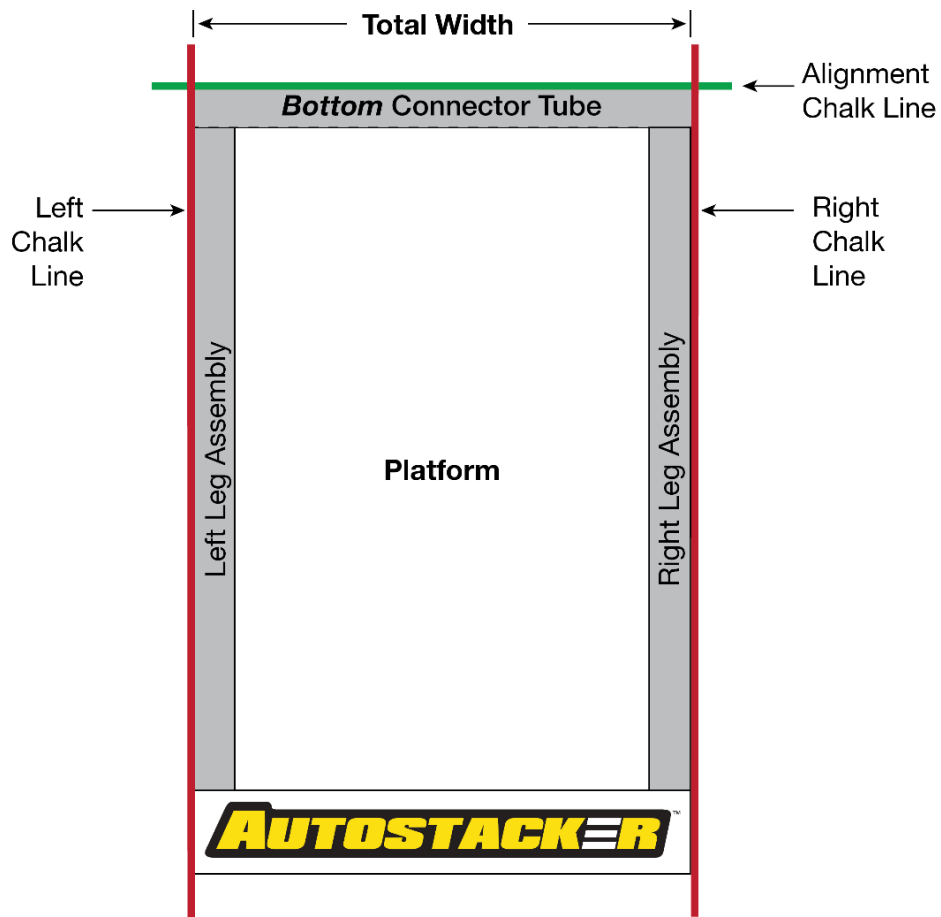 Total Width
Alignment
Chalk Line
Bottom Connector Tube
Left
Chalk
Line
Right
Chalk
Line
Left Leg Assembly
Right Leg Assembly
Platform
AUTOSTACKER™